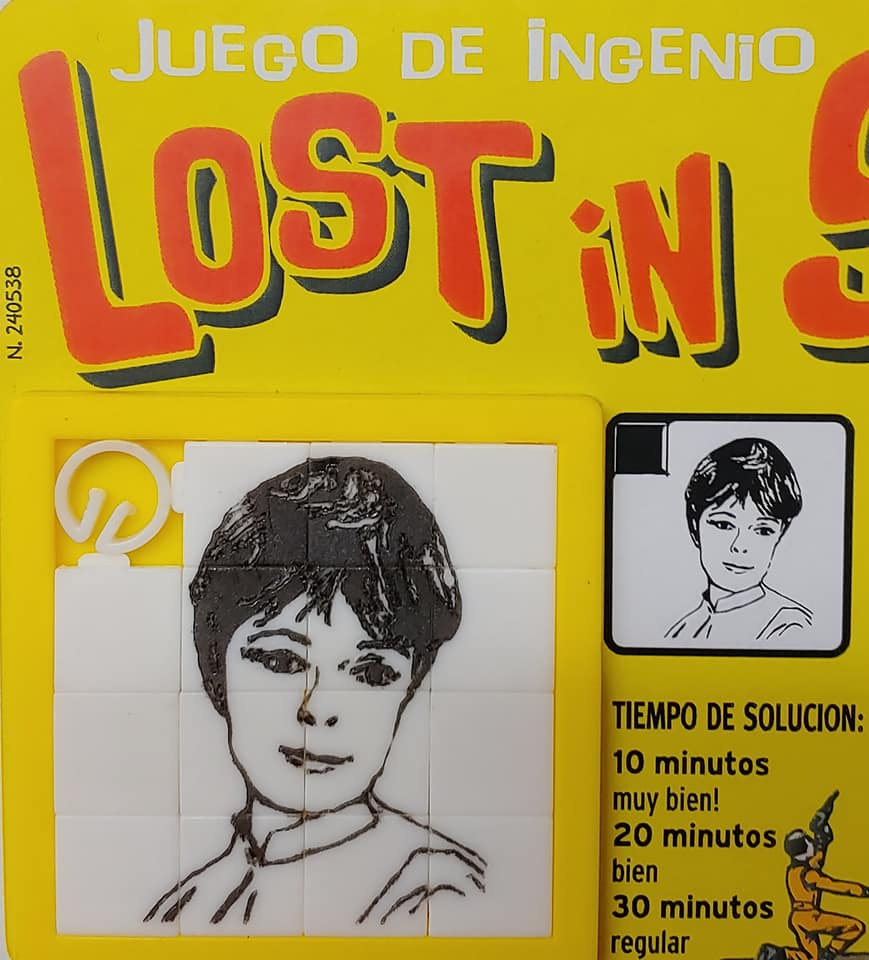 JUEGO DE INGENIO
LOST IN S
N. 240538
TIEMPO DE SOLUCION:
10 minutos
muy bien!
20 minutos
bien
30 minutos
regular